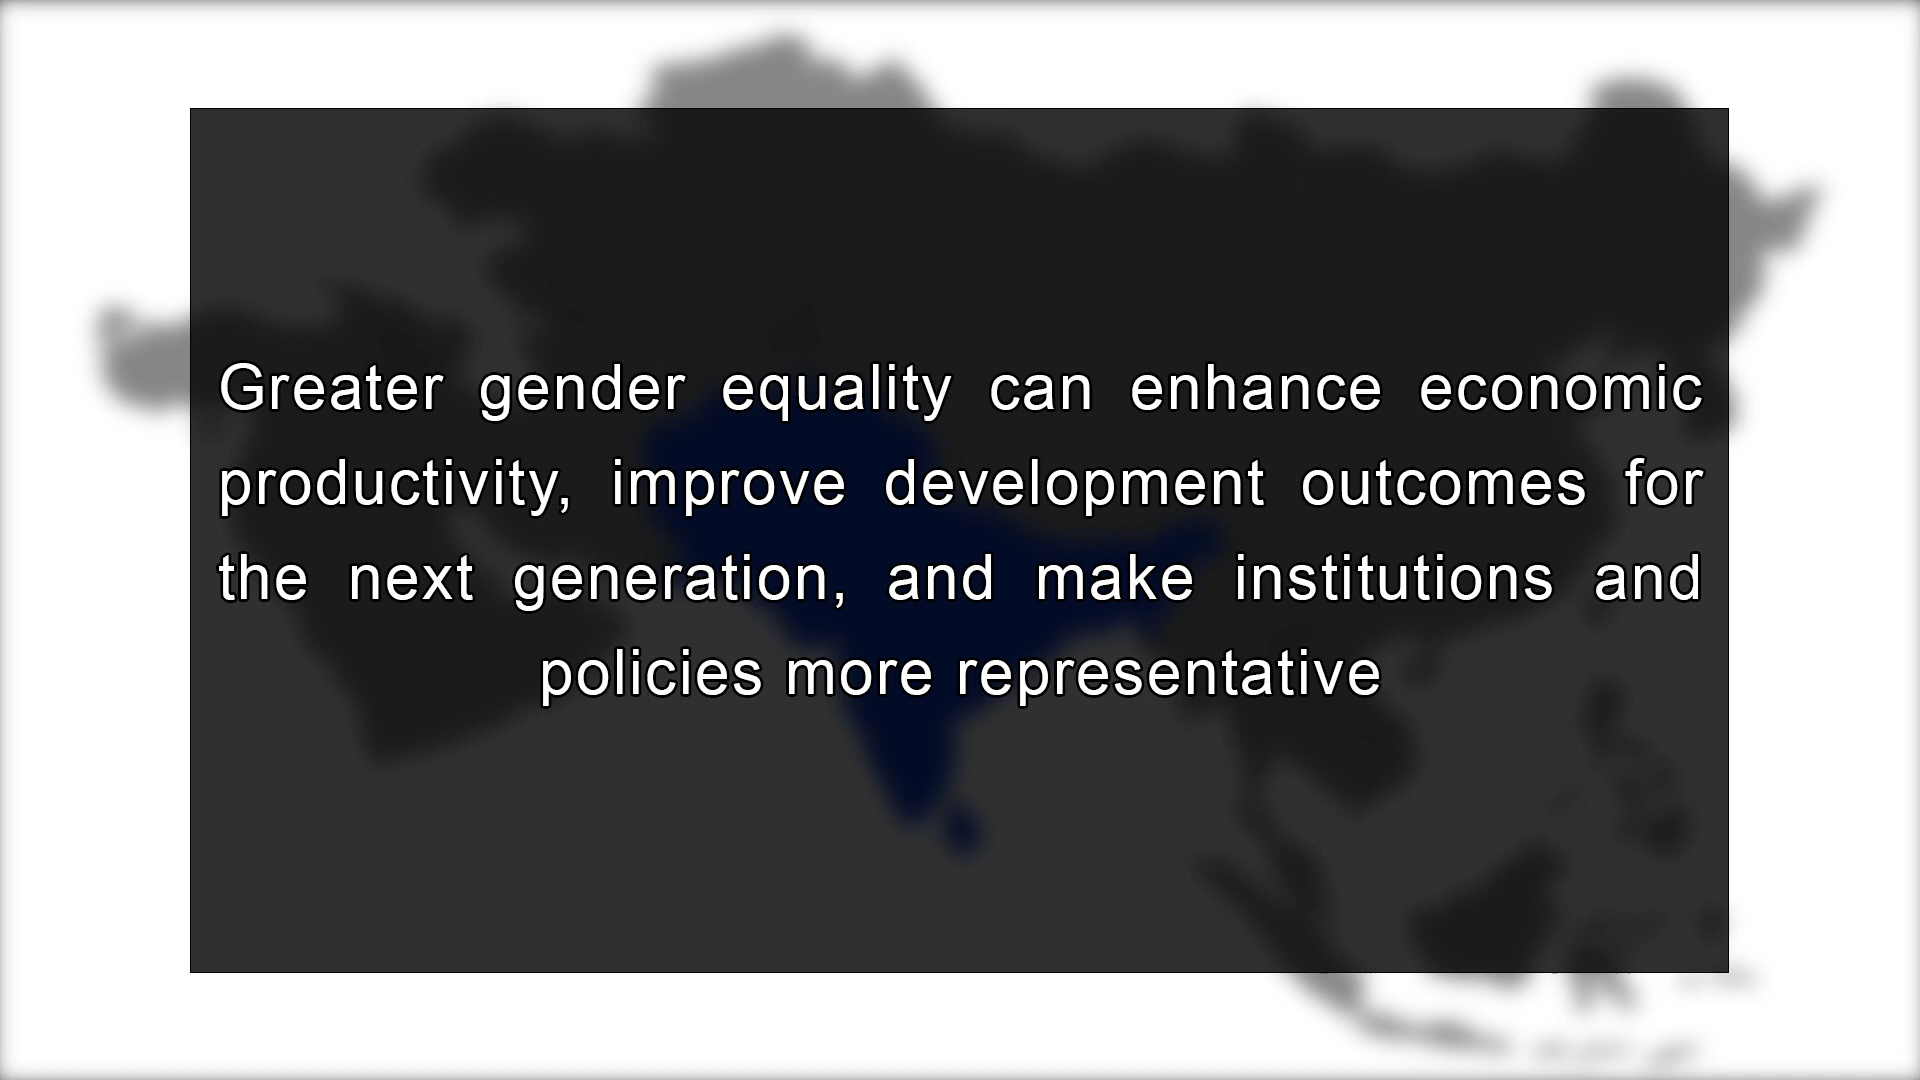 Greater gender equality can enhance economic
productivity, improve development outcomes for
the next generation, and make institutions and
policies more representative